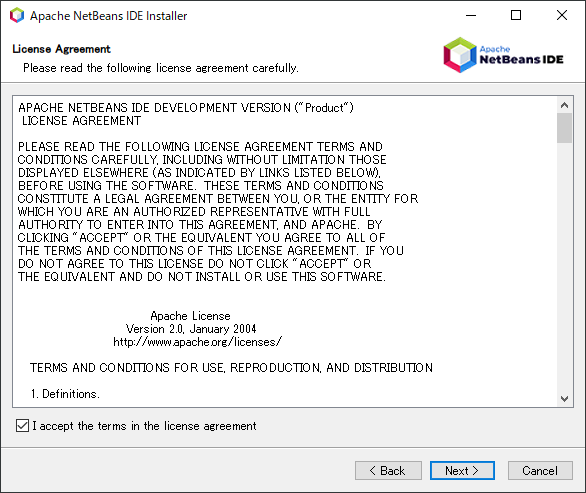 Apache NetBeans IDE Installer
License Agreement
Please read the following license agreement carefully.
Apache
NetBeans IDE
APACHE NETBEANS IDE DEVELOPMENT VERSION ("Product")
LICENSE AGREEMENT
PLEASE READ THE FOLLOWING LICENSE AGREEMENT TERMS AND
CONDITIONS CAREFULLY, INCLUDING WITHOUT LIMITATION THOSE
DISPLAYED ELSEWHERE (AS INDICATED BY LINKS LISTED BELOW),
BEFORE USING THE SOFTWARE.  THESE TERMS AND CONDITIONS
CONSTITUTE A LEGAL AGREEMENT BETWEEN YOU, OR THE ENTITY FOR
WHICH YOU ARE AN AUTHORIZED REPRESENTATIVE WITH FULL
AUTHORITY TO ENTER INTO THIS AGREEMENT, AND APACHE.  BY
CLICKING "ACCEPT" OR THE EQUIVALENT YOU AGREE TO ALL OF
THE TERMS AND CONDITIONS OF THIS LICENSE AGREEMENT.  IF YOU
DO NOT AGREE TO THIS LICENSE DO NOT CLICK "ACCEPT" OR
THE EQUIVALENT AND DO NOT INSTALL OR USE THIS SOFTWARE.
Apache License
Version 2.0, January 2004
http://www.apache.org/licenses/
TERMS AND CONDITIONS FOR USE, REPRODUCTION, AND DISTRIBUTION
1. Definitions.
I accept the terms in the license agreement
< Back
Next >
Cancel